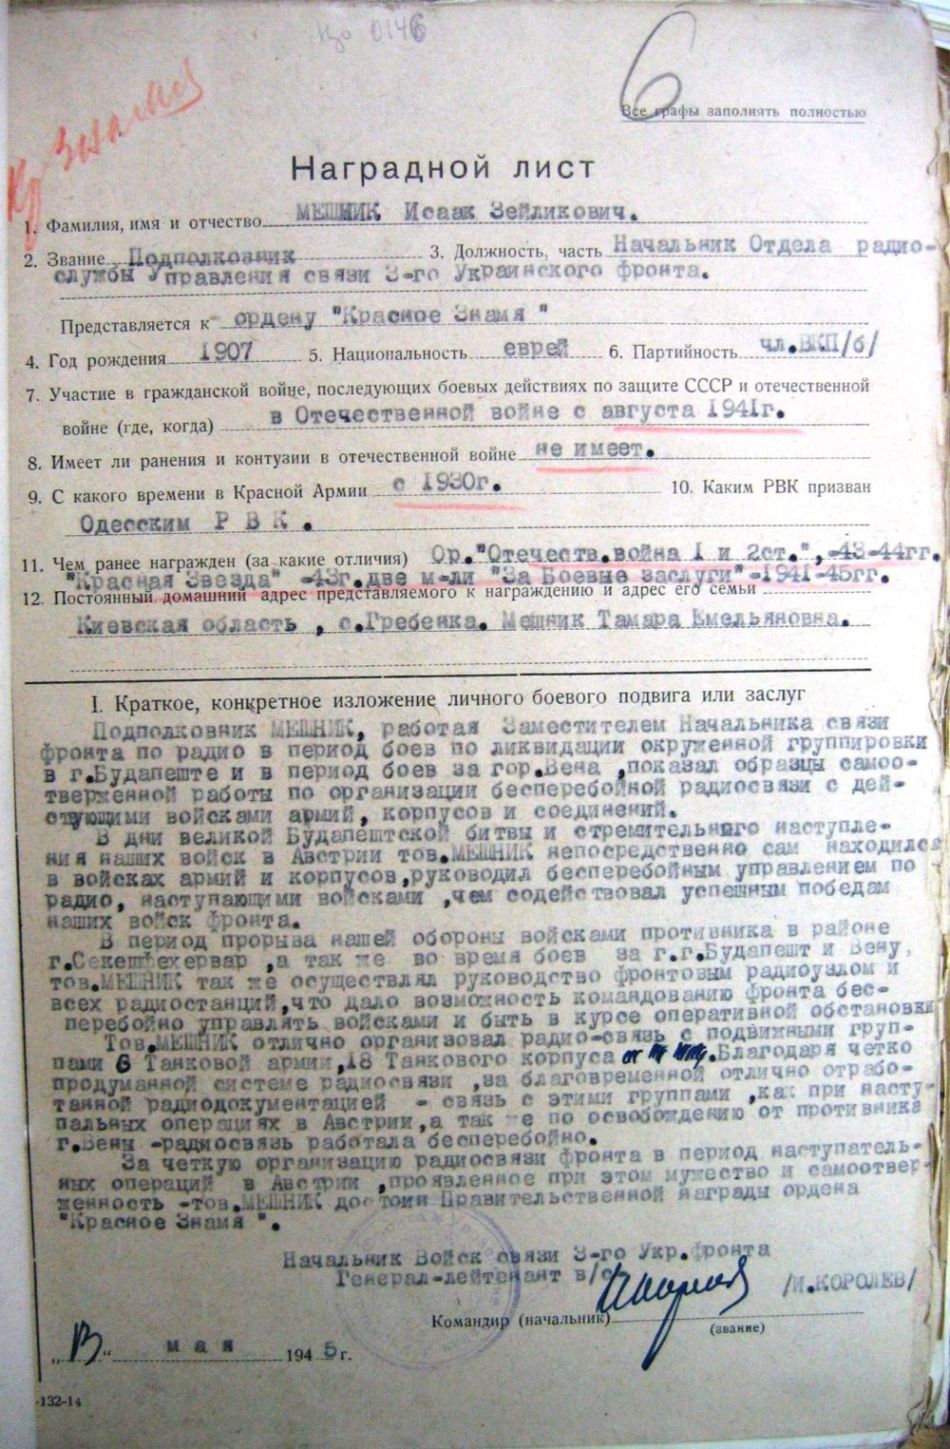 0146
6
Кр Знамя
Все графы заполнять полностью
Наградной лист
1. Фамилия, имя и отчество МЕШНИК Исаак Зейликович.
2. Звание Подполковник 3. Должность, часть Начальник Отдела радио-
службы Управления связи 3-го Украинского фронта.
Представляется к ордену "Красное Знамя "
4. Год рождения 1907 5. Национальность еврей 6. Партийность чл.ВКП/б/
7. Участие в гражданской войне, последующих боевых действиях по защите СССР и отечественной
войне (где, когда) в Отечественной войне с августа 1941г.
8. Имеет ли ранения и контузии в отечественной войне не имеет.
9. С какого времени в Красной Армии с 1930г. 10. Каким РВК призван
Одесским Р В К .
11. Чем ранее награжден (за какие отличия) Ор."Отечеств.война 1 и 2ст.",-43-44гг.
"Красная Звезда" -43г.две м-ли "За Боевые заслуги"-1941-45гг.
12. Постоянный домашний адрес представляемого к награждению и адрес его семьи
Киевская область , с.Гребенка. Мешник Тамара Емельяновна.
I. Краткое, конкретное изложение личного боевого подвига или заслуг
Подполковник МЕШНИК, работая Заместителем Начальника связи
фронта по радио в период боев по ликвидации окруженной группировки
в г.Будапеште и в период боев за гор.Вена ,показал образцы самоо-
тверженной работы по организации бесперебойной радиосвязи с дей-
ствующими войсками армий, корпусов и соединений.
В дни великой Будапештской битвы и стремительного наступле-
ния наших войск в Австрии тов.МЕШНИК непосредственно сам находился
в войсках армий и корпусов,руководил бесперебойным управлением по
радио, наступающими войсками ,чем содействовал успешным победам
наших войск фронта.
В период прорыва нашей обороны войсками противника в районе
г.Секешфехервар ,а так же во время боев за г.г.Будапешт и Вену,
тов.МЕШНИК так же осуществлял руководство фронтовым радиоузлом и
всех радиостанций,что дало возможность командованию фронта бес-
перебойно управлять войсками и быть в курсе оперативной обстановки
Тов.МЕШНИК отлично организовал радио-связь с подвижными груп-
пами 6 Танковой армии,18 Танкового корпуса .Благодаря четко
продуманной системе радиосвязи ,за благовременной отлично отрабо-
танной радиодокументацией - связь с этими группами ,как при насту-
пальных операциях в Австрии,а так е по освобождению от противника
г.Вены -радиосвязь работала бесперебойно.
За четкую организацию радиосвязи фронта в период наступатель-
ных операций в Австрии ,проявленное при этом мужество и самоотвер-
женность -тов.МЕШНИК достоин Правительственной награды ордена
"Красное Знамя ".
Начальник Войск связи 3-го Укр.фронта
Генерал-лейтенант в/с /И.КОРОЛЕВ/
Командир (начальник)
(звание)
„13“ мая 1945 г.
132-14